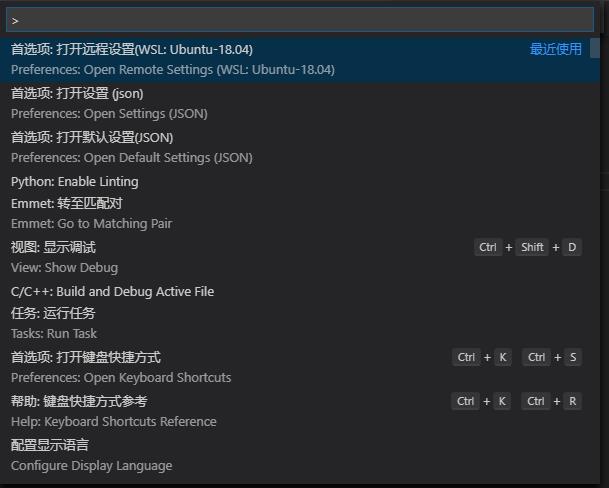 >
首选项: 打开远程设置(WSL: Ubuntu-18.04) 最近使用
Preferences: Open Remote Settings (WSL: Ubuntu-18.04)
首选项: 打开设置 (json)
Preferences: Open Settings (JSON)
首选项: 打开默认设置(JSON)
Preferences: Open Default Settings (JSON)
Python: Enable Linting
Emmet: 转至匹配对
Emmet: Go to Matching Pair
视图: 显示调试 Ctrl + Shift + D
View: Show Debug
C/C++: Build and Debug Active File
任务: 运行任务
Tasks: Run Task
首选项: 打开键盘快捷方式 Ctrl + K Ctrl + S
Preferences: Open Keyboard Shortcuts
帮助: 键盘快捷方式参考 Ctrl + K Ctrl + R
Help: Keyboard Shortcuts Reference
配置显示语言
Configure Display Language